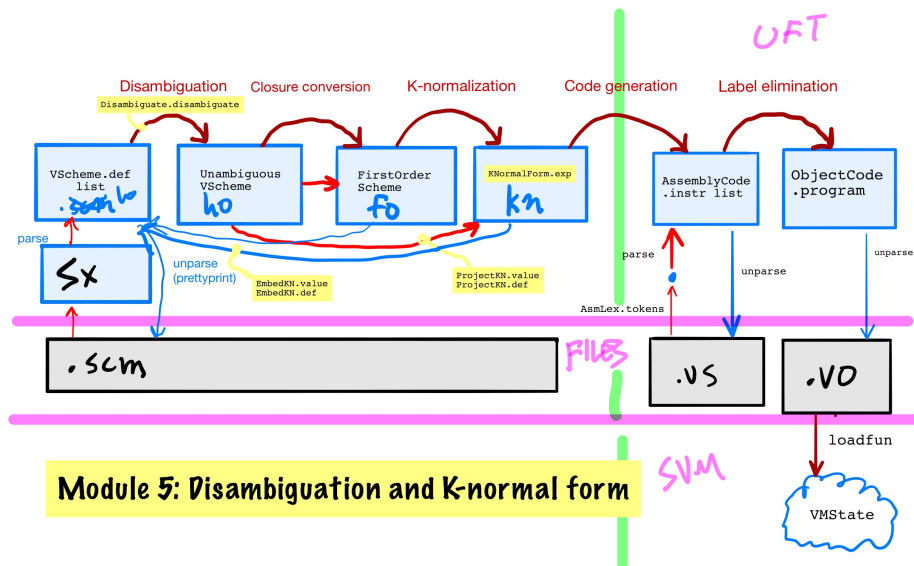 UFT
Disambiguation
Closure conversion
K-normalization
Code generation
Label elimination
Disambiguate.disambiguate
VScheme.def
list
ho
Unambiguous
VScheme
ho
FirstOrder
Scheme
fo
KNormalForm.exp
kn
AssemblyCode
.instr list
ObjectCode
.program
parse
Sx
unparse
(prettyprint)
EmbedKN.value
EmbedKN.def
ProjectKN.value
ProjectKN.def
parse
AsmLex.tokens
unparse
unparse
.scm
FILES
.vs
.vo
loadfun
Module 5: Disambiguation and K-normal form
SVM
VMState